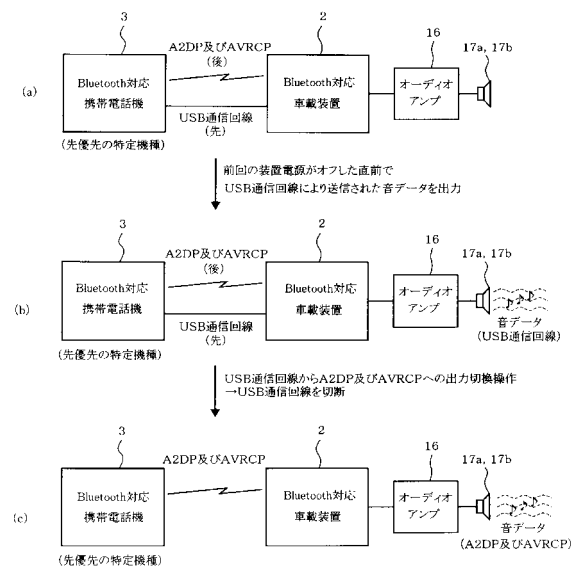 3
2
A2DP及びAVRCP
(後)
16
17a, 17b
(a)
Bluetooth対応
携帯電話機
Bluetooth対応
車載装置
オーディオ
アンプ
USB通信回線
(先)
(先優先の特定機種)
前回の装置電源がオフした直前で
USB通信回線により送信された音データを出力
3
2
A2DP及びAVRCP
(後)
16
17a, 17b
(b)
Bluetooth対応
携帯電話機
Bluetooth対応
車載装置
オーディオ
アンプ
USB通信回線
(先)
音データ
(USB通信回線)
(先優先の特定機種)
USB通信回線からA2DP及びAVRCPへの出力切換操作
→USB通信回線を切断
3
2
A2DP及びAVRCP
16
17a, 17b
(c)
Bluetooth対応
携帯電話機
Bluetooth対応
車載装置
オーディオ
アンプ
音データ
(A2DP及びAVRCP)
(先優先の特定機種)